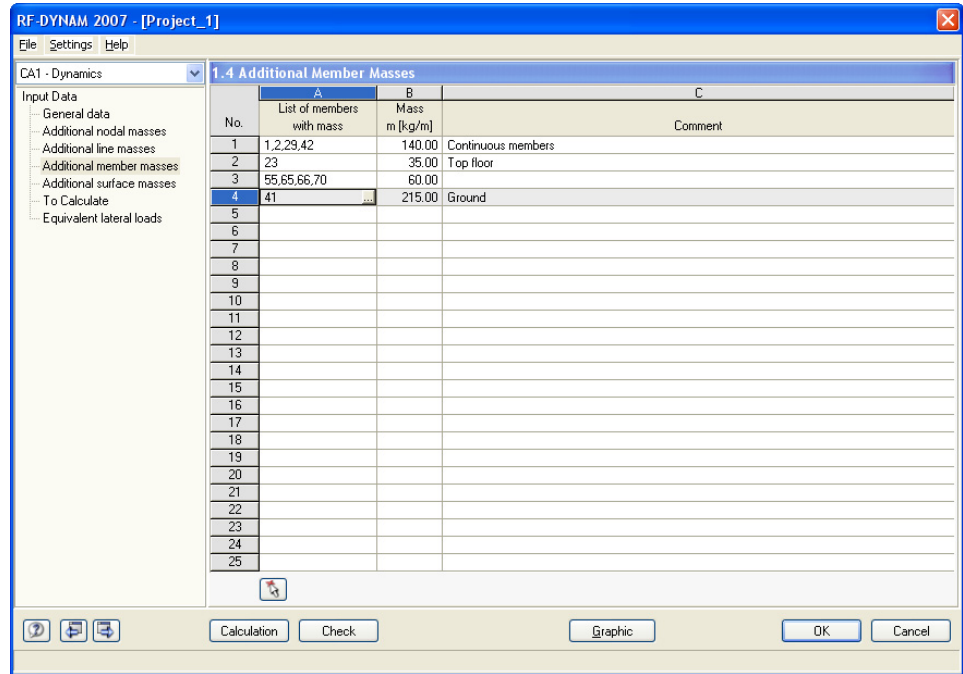 RF-DYNAM 2007 - [Project_1]
File Settings Help
CA1 - Dynamics
1.4 Additional Member Masses
Input Data
General data
Additional nodal masses
Additional line masses
Additional member masses
Additional surface masses
To Calculate
Equivalent lateral loads
A B C
No. List of members with mass Mass m [kg/m] Comment
1 1,2,29,42 140.00 Continuous members
2 23 35.00 Top floor
3 55,65,66,70 60.00
4 41 ... 215.00 Ground
5
6
7
8
9
10
11
12
13
14
15
16
17
18
19
20
21
22
23
24
25
Calculation Check Graphic OK Cancel